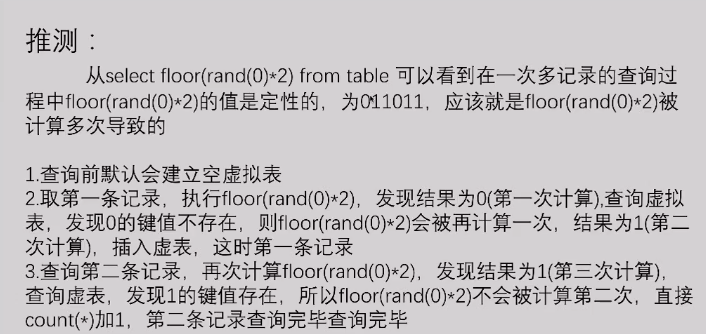 推测：
从select floor(rand(0)*2) from table 可以看到在一次多记录的查询过
程中floor(rand(0)*2)的值是定性的，为011011，应该就是floor(rand(0)*2)被
计算多次导致的
1.查询前默认会建立空虚拟表
2.取第一条记录，执行floor(rand(0)*2)，发现结果为0(第一次计算),查询虚拟
表，发现0的键值不存在，则floor(rand(0)*2)会被再计算一次，结果为1(第二
次计算)，插入虚表，这时第一条记录
3.查询第二条记录，再次计算floor(rand(0)*2)，发现结果为1(第三次计算)，
查询虚表，发现1的键值存在，所以floor(rand(0)*2)不会被计算第二次，直接
count(*)加1，第二条记录查询完毕查询完毕